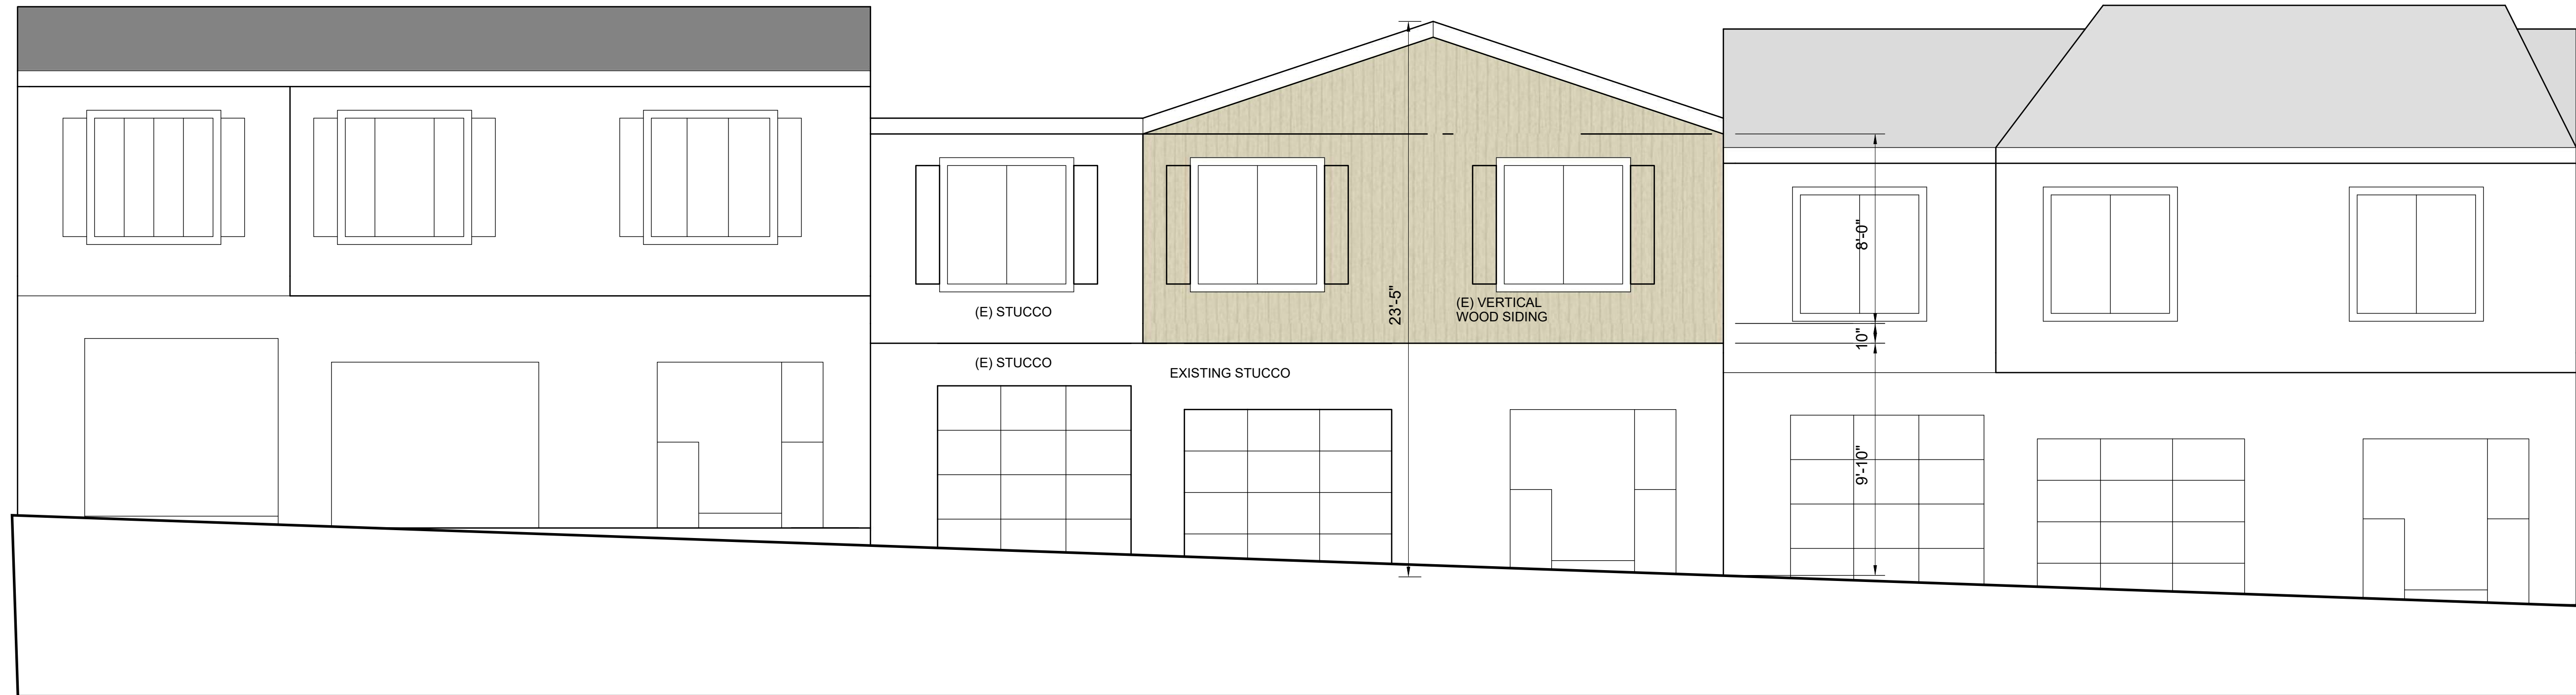 (E) STUCCO
(E) VERTICAL
WOOD SIDING
(E) STUCCO
EXISTING STUCCO
23'-5"
8'-0"
10"
9'-10"